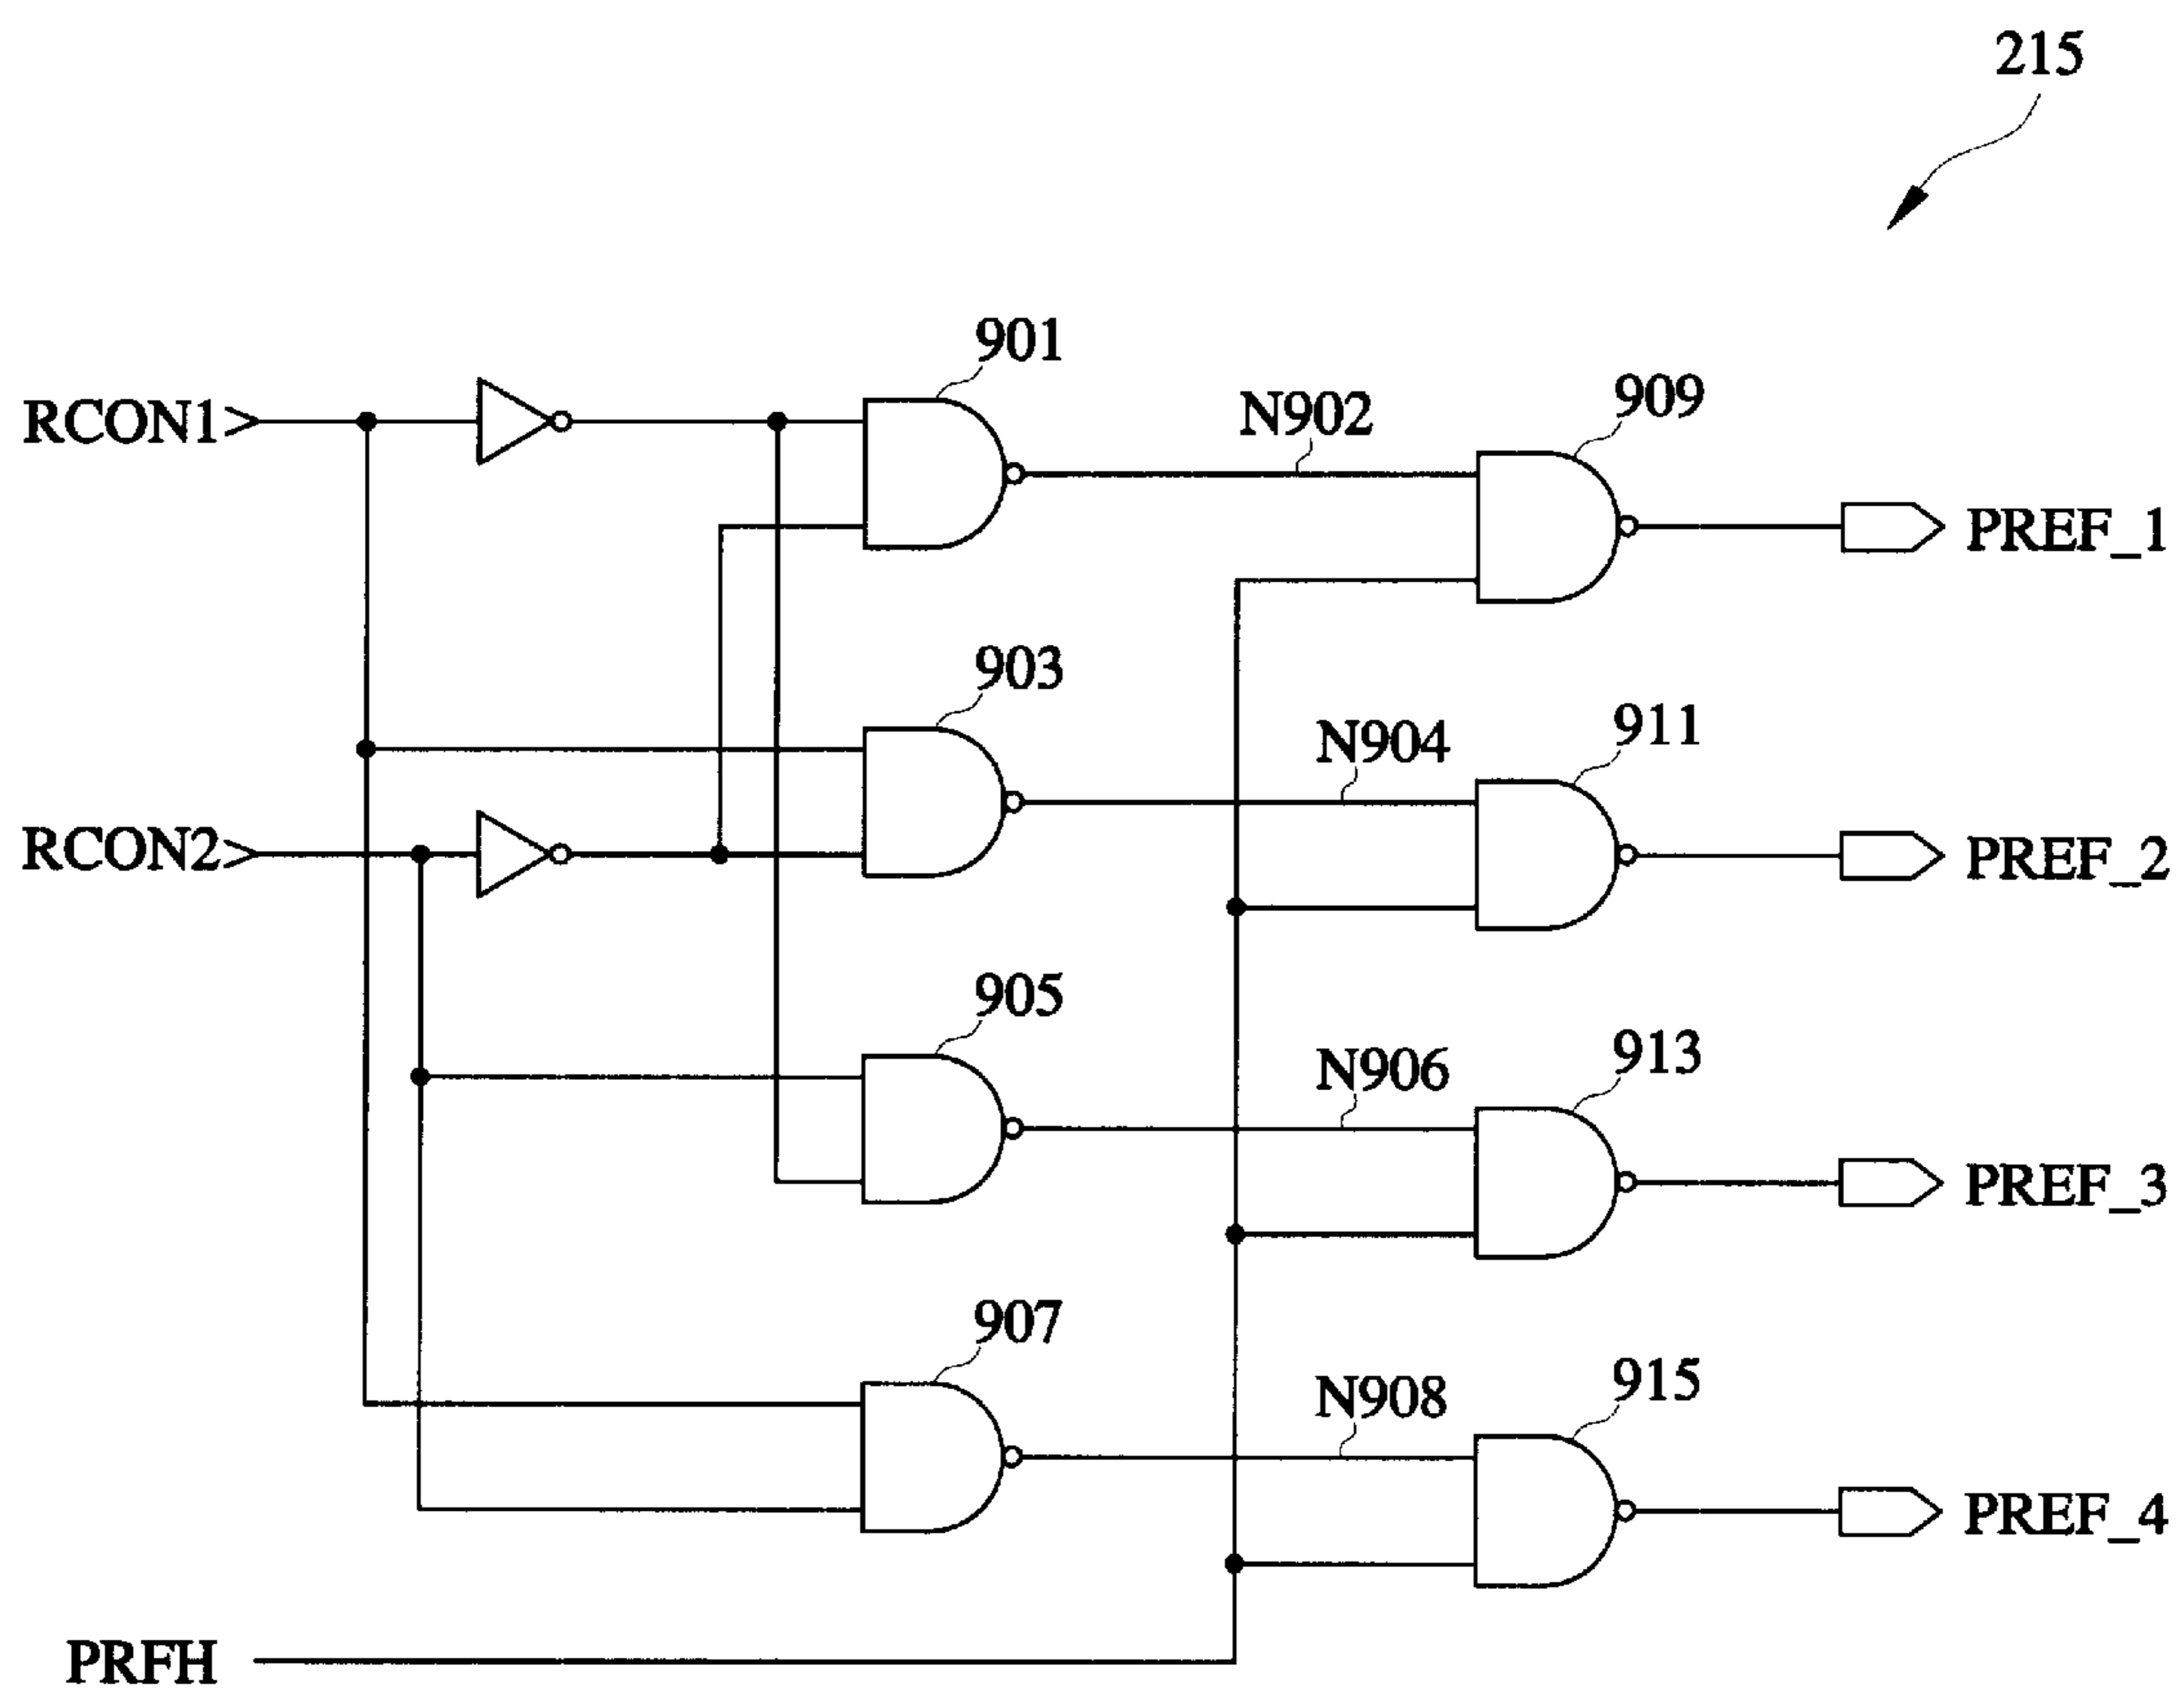 215
901
909
RCON1
N902
PREF_1
903
911
N904
RCON2
PREF_2
905
913
N906
PREF_3
907
915
N908
PREF_4
PRFH